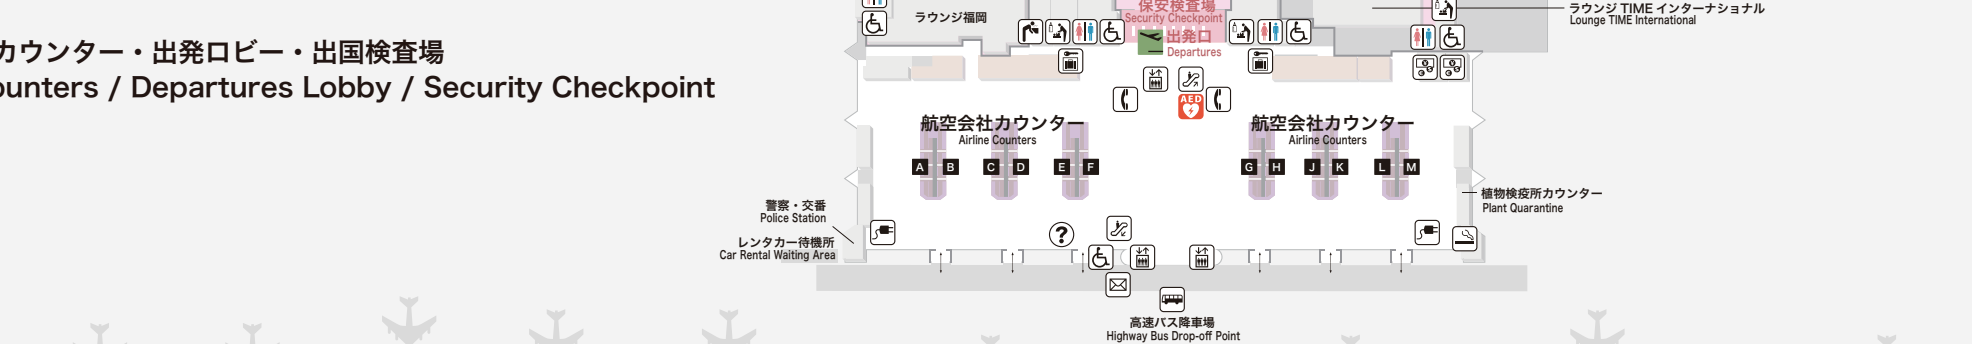 カウンター・出発ロビー・出国検査場
ounters / Departures Lobby / Security Checkpoint
ラウンジ福岡
保安検査場
Security Checkpoint
出発口
Departures
ラウンジ TIME インターナショナル
Lounge TIME International
AED
航空会社カウンター
Airline Counters
A B C D E F
航空会社カウンター
Airline Counters
G H J K L M
警察・交番
Police Station
レンタカー待機所
Car Rental Waiting Area
植物検疫所カウンター
Plant Quarantine
?
高速バス降車場
Highway Bus Drop-off Point